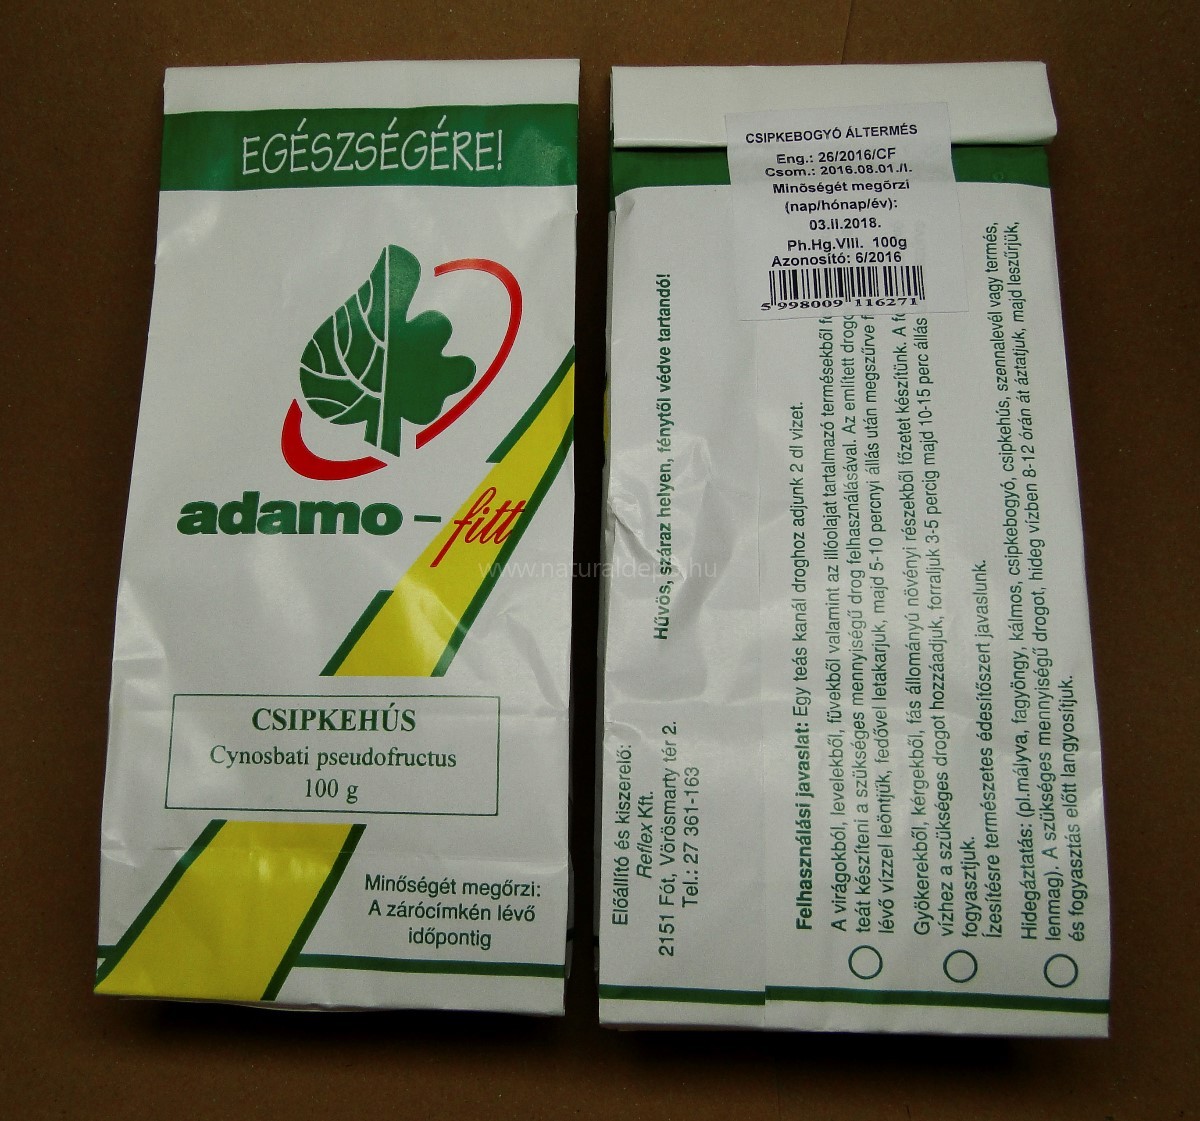 EGÉSZSÉGÉRE!
adamo - fitt
CSIPKEHÚS
Cynosbati pseudofructus
100 g
Minőségét megőrzi:
A zárócímkén lévő
időpontig
www.naturaldepo.hu
CSIPKEBOGYÓ ÁLTERMÉS
Eng.: 26/2016/CF
Csom.: 2016.08.01./I.
Minõségét megõrzi
(nap/hónap/év):
03.II.2018.
Ph.Hg.VIII. 100g
Azonosító: 6/2016
5 998009 116271
Előállító és kiszerelő:
Reflex Kft.
2151 Fót, Vörösmarty tér 2.
Tel.: 27 361-163
Hűvös, száraz helyen, fénytől védve tartandó!
Felhasználási javaslat: Egy teás kanál droghoz adjunk 2 dl vizet.
A virágokból, levelekből, füvekből valamint az illóolajat tartalmazó termésekből
teát készíteni a szükséges mennyiségű drog felhasználásával. Az említett
lévő vízzel leöntjük, fedővel letakarjuk, majd 5-10 percnyi állás után megszűrve
Gyökerekből, kérgekből, fás állományú növényi részekből főzetet készítünk. A
vízhez a szükséges drogot hozzáadjuk, forraljuk 3-5 percig majd 10-15 perc állás
fogyasztjuk.
Ízesítésre természetes édesítőszert javaslunk.
Hidegáztatás: (pl.mályva, fagyöngy, kálmos, csipkebogyó, csipkehús, szennalevél vagy termés,
lenmag). A szükséges mennyiségű drogot, hideg vízben 8-12 órán át áztatjuk, majd leszűrjük,
és fogyasztás előtt langyosítjuk.